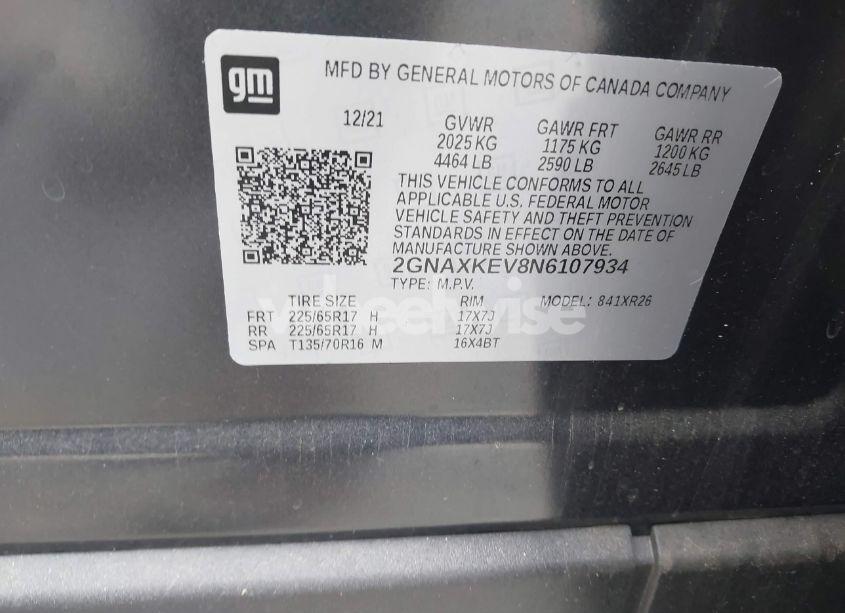 gm
MFD BY GENERAL MOTORS OF CANADA COMPANY
12/21 GVWR GAWR FRT GAWR RR
2025 KG 1175 KG 1200 KG
4464 LB 2590 LB 2645 LB
THIS VEHICLE CONFORMS TO ALL
APPLICABLE U.S. FEDERAL MOTOR
VEHICLE SAFETY AND THEFT PREVENTION
STANDARDS IN EFFECT ON THE DATE OF
MANUFACTURE SHOWN ABOVE.
2GNAXKEV8N6107934
TYPE: M.P.V.
TIRE SIZE RIM MODEL: 841XR26
FRT 225/65R17 H 17X7J
RR 225/65R17 H 17X7J
SPA T135/70R16 M 16X4BT
wheelwise